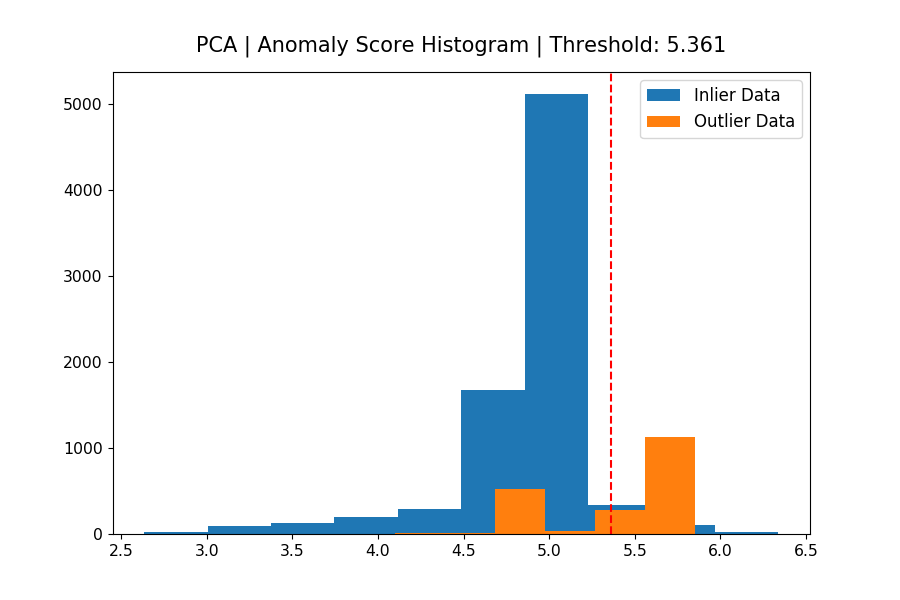 PCA | Anomaly Score Histogram | Threshold: 5.361
Inlier Data
Outlier Data
5000
4000
3000
2000
1000
0
2.5 3.0 3.5 4.0 4.5 5.0 5.5 6.0 6.5